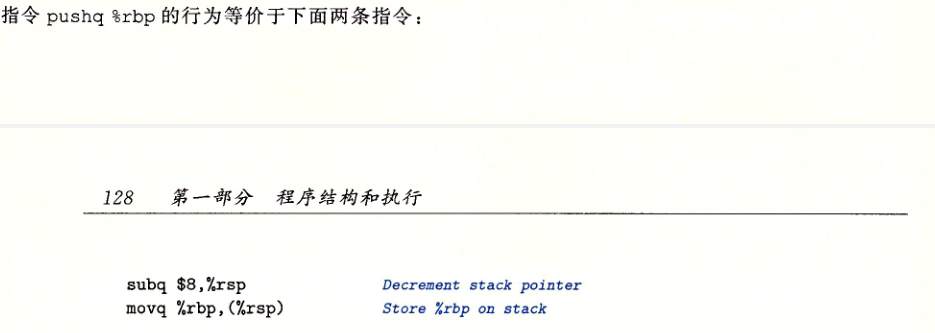 指令 pushq %rbp 的行为等价于下面两条指令：
128 第一部分 程序结构和执行
subq $8,%rsp Decrement stack pointer
movq %rbp,(%rsp) Store %rbp on stack